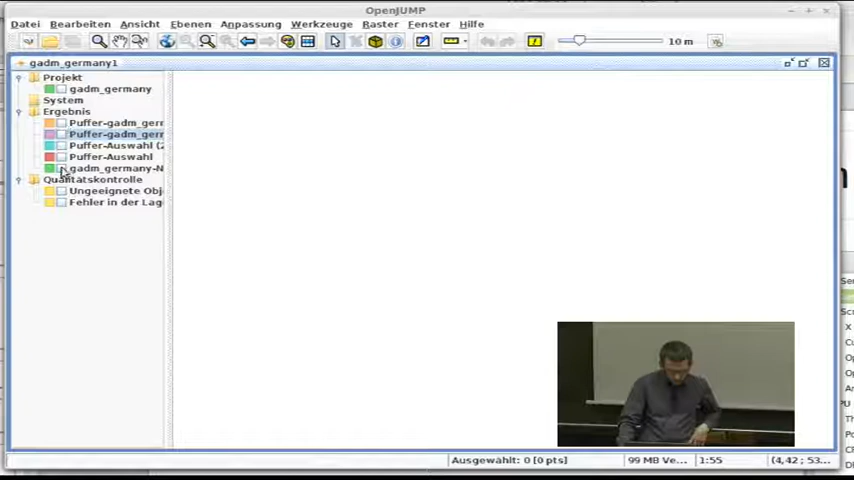 OpenJUMP
Datei Bearbeiten Ansicht Ebenen Anpassung Werkzeuge Raster Fenster Hilfe
10 m
gadm_germany1
Projekt
gadm_germany
System
Ergebnis
Puffer-gadm_gerr
Puffer-gadm_gerr
Puffer-Auswahl (2
Puffer-Auswahl
gadm_germany-N
Qualitätskontrolle
Ungeeignete Obj
Fehler in der Lag
Ausgewählt: 0 [0 pts] 99 MB Ve... 1:55 (4,42 ; 53...